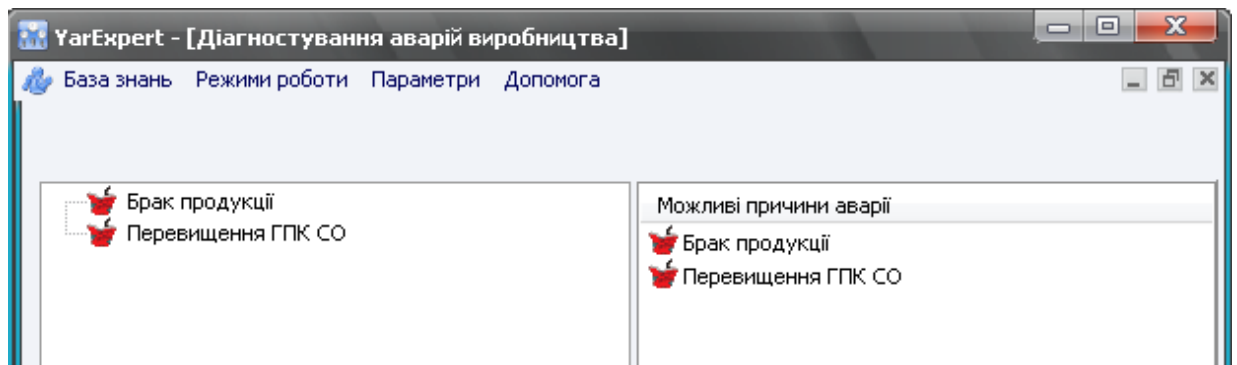 YarExpert - [Діагностування аварій виробництва]
База знань Режими роботи Параметри Допомога
Брак продукції
Перевищення ГПК СО
Можливі причини аварії
Брак продукції
Перевищення ГПК СО